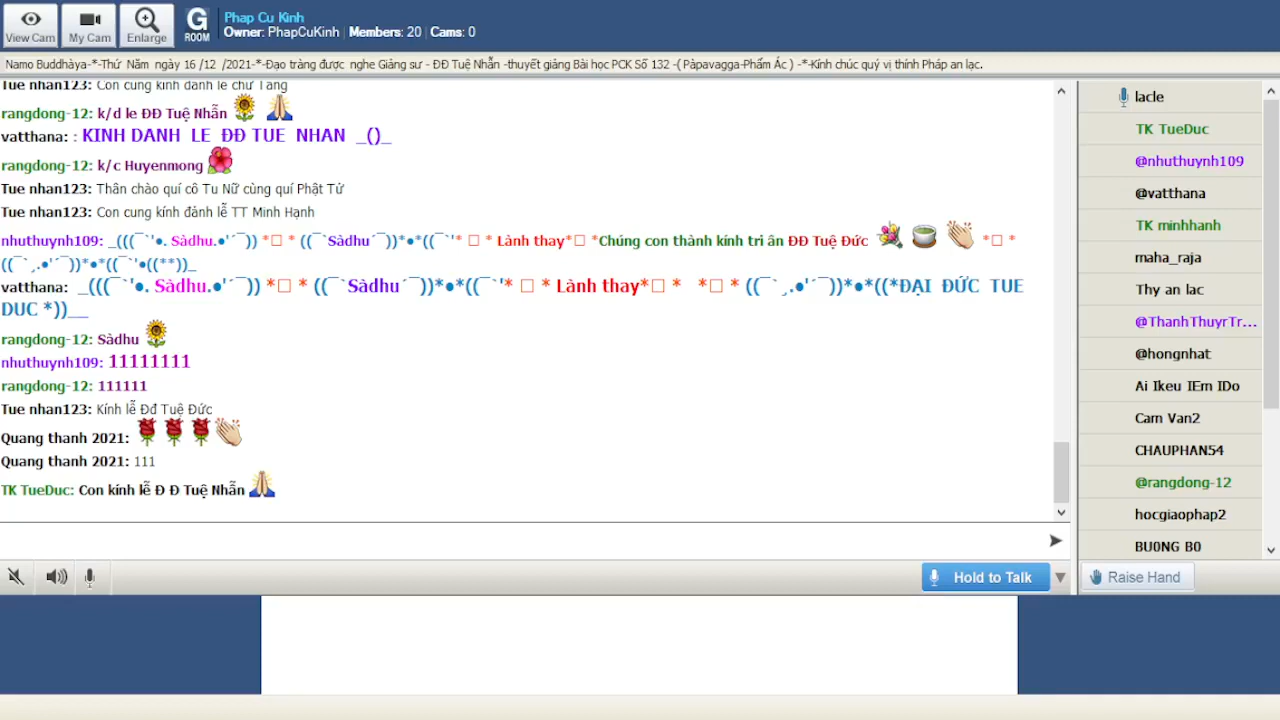 View Cam
My Cam
Enlarge
G ROOM
Phap Cu Kinh
Owner: PhapCuKinh | Members: 20 | Cams: 0
Namo Buddhàya-*-Thứ Năm ngày 16 /12 /2021-*-Đạo tràng được nghe Giảng sư - ĐĐ Tuệ Nhẫn -thuyết giảng Bài học PCK Số 132 -( Pàpavagga-Phẩm Ác ) -*-Kính chúc quý vị thính Pháp an lạc.
Tue nhan123: Con cung kính đảnh lễ chư Tăng
rangdong-12: k/d le ĐĐ Tuệ Nhẫn 🌻 🙏
vatthana: : KINH DANH LE ĐĐ TUE NHAN _()_
rangdong-12: k/c Huyenmong 🌺
Tue nhan123: Thân chào quí cô Tu Nữ cùng quí Phật Tử
Tue nhan123: Con cung kính đảnh lễ TT Minh Hạnh
nhuthuynh109: _(((¯`'●. Sàdhu.●'´¯)) *□ * ((¯`Sàdhu´¯))*●*((¯`'* □ * Lành thay*□ *Chúng con thành kính tri ân ĐĐ Tuệ Đức 💐 🍵 👏 *□ *
((¯`¸.●'´¯))*●*((¯`'●((**))_
vatthana: _(((¯`'●. Sàdhu.●'´¯)) *□ * ((¯`Sàdhu´¯))*●*((¯`'* □ * Lành thay*□ * *□ * ((¯`¸.●'´¯))*●*((*ĐẠI ĐỨC TUE
DUC *))__
rangdong-12: Sàdhu 🌻
nhuthuynh109: 11111111
rangdong-12: 111111
Tue nhan123: Kính lễ Đđ Tuệ Đức
Quang thanh 2021: 🌹🌹🌹👏
Quang thanh 2021: 111
TK TueDuc: Con kính lễ Đ Đ Tuệ Nhẫn 🙏
lacle
TK TueDuc
@nhuthuynh109
@vatthana
TK minhhanh
maha_raja
Thy an lac
@ThanhThuyrTr...
@hongnhat
Ai Ikeu IEm IDo
Cam Van2
CHAUPHAN54
@rangdong-12
hocgiaophap2
BU0NG B0
Hold to Talk
Raise Hand